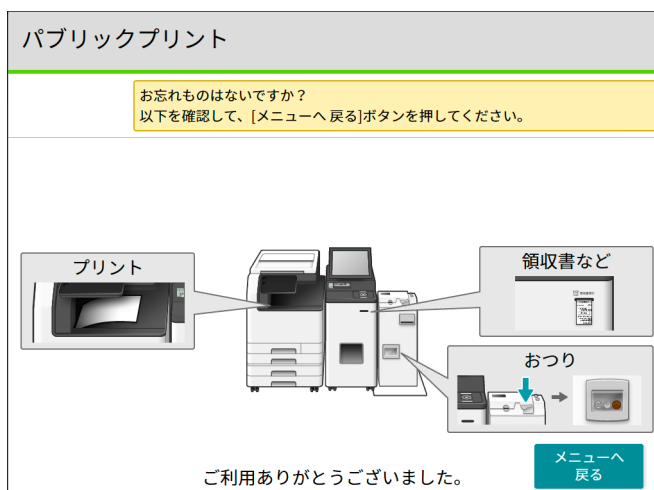 パブリックプリント
お忘れものはないですか？
以下を確認して、[メニューへ 戻る]ボタンを押してください。
プリント
領収書など
おつり
メニューへ
戻る
ご利用ありがとうございました。